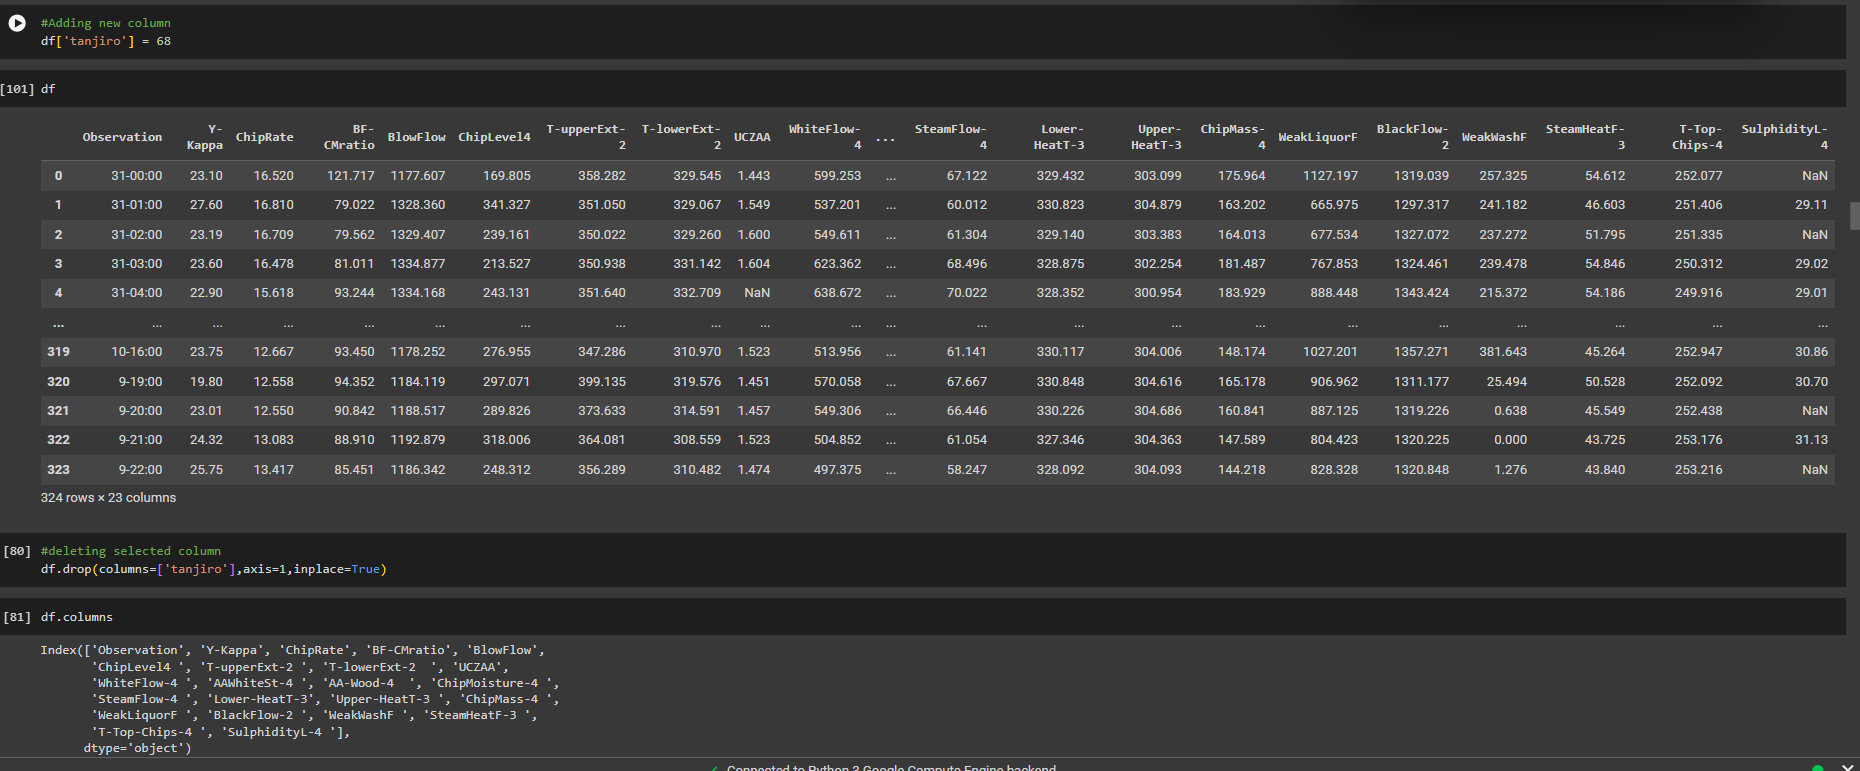 #Adding new column
df['tanjiro'] = 68
[101] df
Observation Y-Kappa ChipRate BF-CMratio BlowFlow ChipLevel4 T-upperExt-2 T-lowerExt-2 UCZAA WhiteFlow-4 ... SteamFlow-4 Lower-HeatT-3 Upper-HeatT-3 ChipMass-4 WeakLiquorF BlackFlow-2 WeakWashF SteamHeatF-3 T-Top-Chips-4 SulphidityL-4
0 31-00:00 23.10 16.520 121.717 1177.607 169.805 358.282 329.545 1.443 599.253 ... 67.122 329.432 303.099 175.964 1127.197 1319.039 257.325 54.612 252.077 NaN
1 31-01:00 27.60 16.810 79.022 1328.360 341.327 351.050 329.067 1.549 537.201 ... 60.012 330.823 304.879 163.202 665.975 1297.317 241.182 46.603 251.406 29.11
2 31-02:00 23.19 16.709 79.562 1329.407 239.161 350.022 329.260 1.600 549.611 ... 61.304 329.140 303.383 164.013 677.534 1327.072 237.272 51.795 251.335 NaN
3 31-03:00 23.60 16.478 81.011 1334.877 213.527 350.938 331.142 1.604 623.362 ... 68.496 328.875 302.254 181.487 767.853 1324.461 239.478 54.846 250.312 29.02
4 31-04:00 22.90 15.618 93.244 1334.168 243.131 351.640 332.709 NaN 638.672 ... 70.022 328.352 300.954 183.929 888.448 1343.424 215.372 54.186 249.916 29.01
... ... ... ... ... ... ... ... ... ... ... ... ... ... ... ... ... ... ... ... ... ...
319 10-16:00 23.75 12.667 93.450 1178.252 276.955 347.286 310.970 1.523 513.956 ... 61.141 330.117 304.006 148.174 1027.201 1357.271 381.643 45.264 252.947 30.86
320 9-19:00 19.80 12.558 94.352 1184.119 297.071 399.135 319.576 1.451 570.058 ... 67.667 330.848 304.616 165.178 906.962 1311.177 25.494 50.528 252.092 30.70
321 9-20:00 23.01 12.550 90.842 1188.517 289.826 373.633 314.591 1.457 549.306 ... 66.446 330.226 304.686 160.841 887.125 1319.226 0.638 45.549 252.438 NaN
322 9-21:00 24.32 13.083 88.910 1192.879 318.006 364.081 308.559 1.523 504.852 ... 61.054 327.346 304.363 147.589 804.423 1320.225 0.000 43.725 253.176 31.13
323 9-22:00 25.75 13.417 85.451 1186.342 248.312 356.289 310.482 1.474 497.375 ... 58.247 328.092 304.093 144.218 828.328 1320.848 1.276 43.840 253.216 NaN
324 rows × 23 columns
[80] #deleting selected column
df.drop(columns=['tanjiro'],axis=1,inplace=True)
[81] df.columns
Index(['Observation', 'Y-Kappa', 'ChipRate', 'BF-CMratio', 'BlowFlow',
'ChipLevel4 ', 'T-upperExt-2 ', 'T-lowerExt-2  ', 'UCZAA',
'WhiteFlow-4 ', 'AAWhiteSt-4 ', 'AA-Wood-4  ', 'ChipMoisture-4 ',
'SteamFlow-4 ', 'Lower-HeatT-3', 'Upper-HeatT-3 ', 'ChipMass-4 ',
'WeakLiquorF ', 'BlackFlow-2 ', 'WeakWashF ', 'SteamHeatF-3 ',
'T-Top-Chips-4 ', 'SulphidityL-4 '],
dtype='object')
Connected to Python 3 Google Compute Engine backend